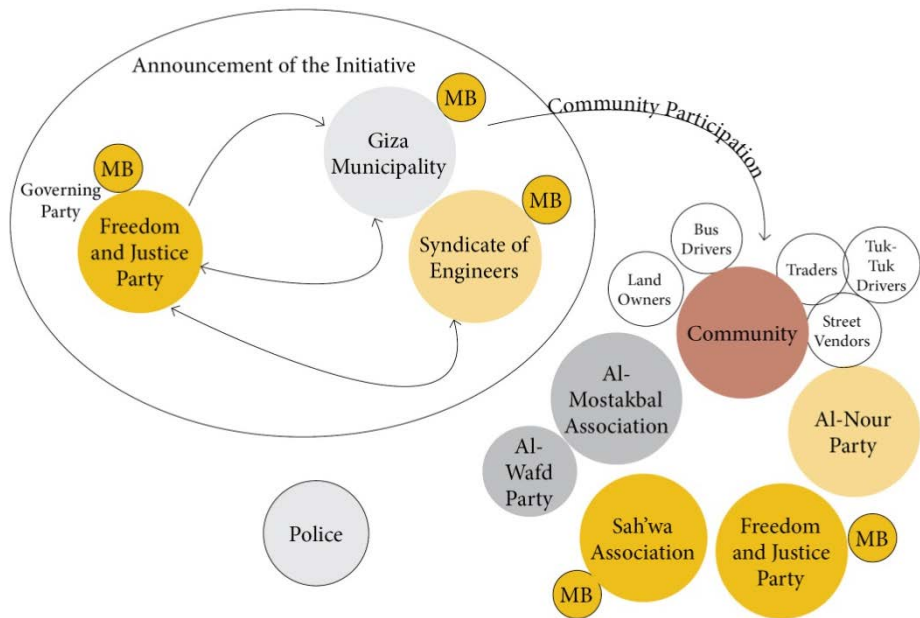 Announcement of the Initiative
MB
Governing
Party
Freedom
and Justice
Party
Giza
Municipality
MB
Syndicate of
Engineers
MB
Community Participation
Bus
Drivers
Land
Owners
Traders
Tuk-
Tuk
Drivers
Street
Vendors
Community
Al-
Mostakbal
Association
Al-
Wafd
Party
Al-Nour
Party
Sah’wa
Association
MB
Freedom
and Justice
Party
MB
Police